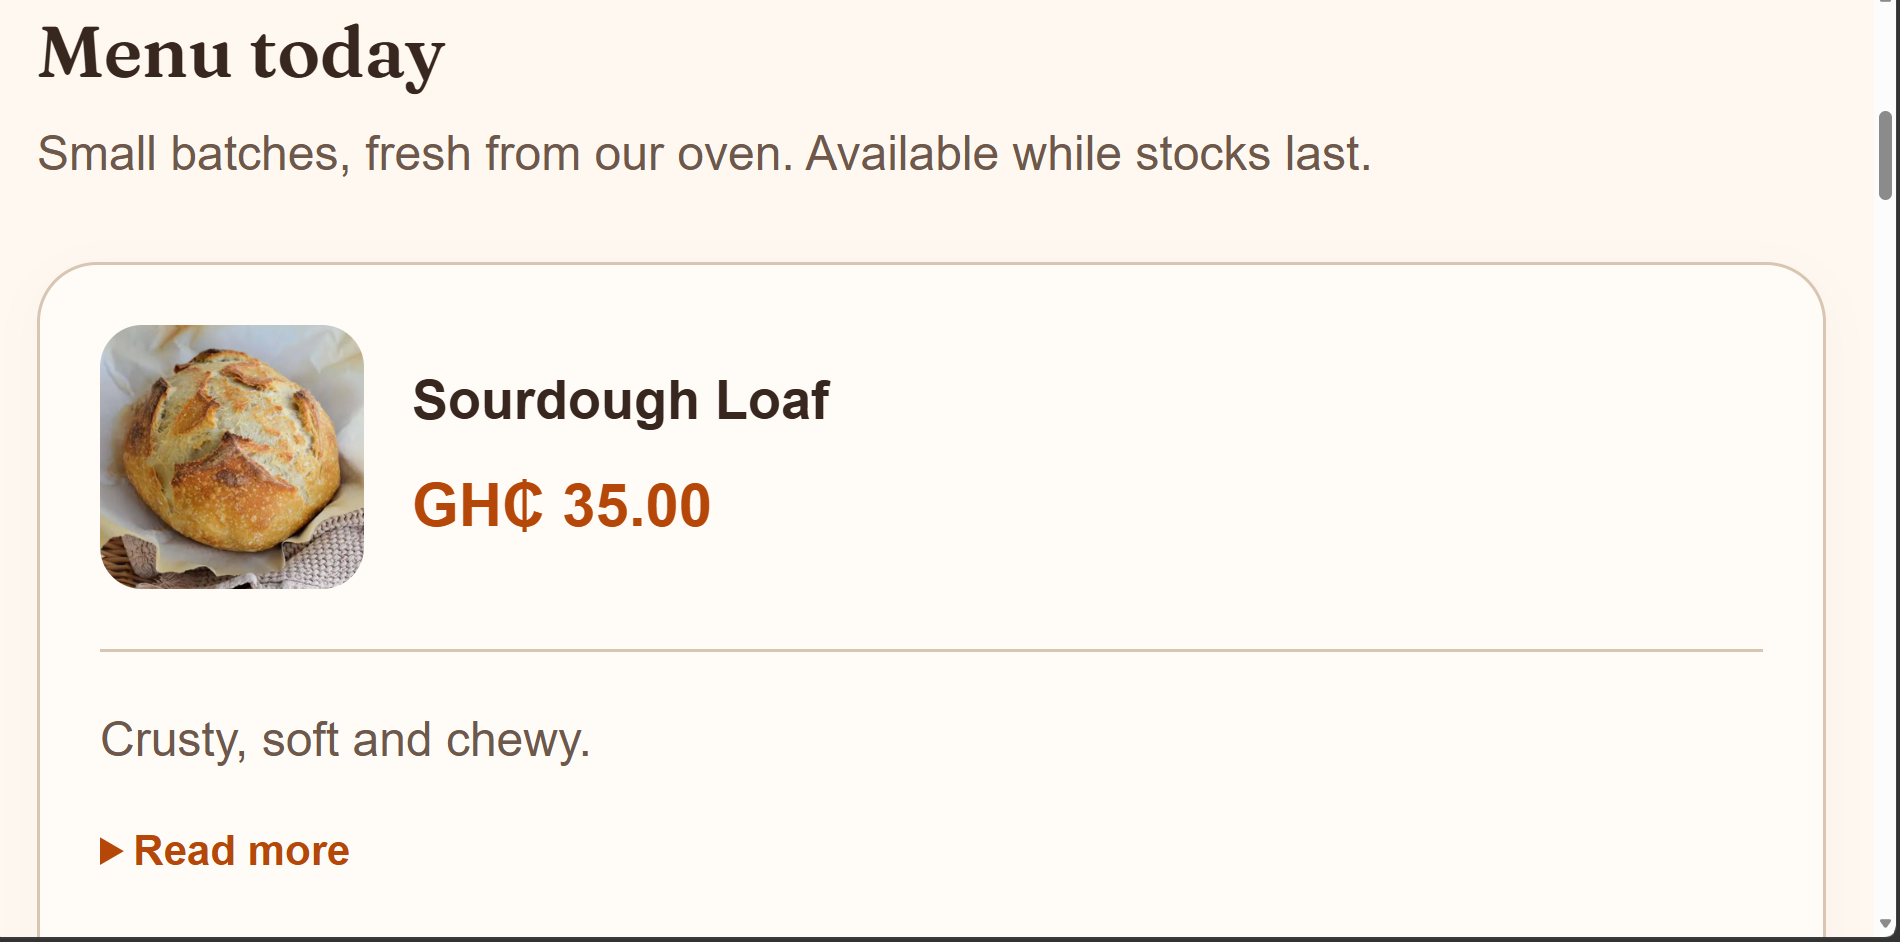 Menu today
Small batches, fresh from our oven. Available while stocks last.
Sourdough Loaf
GH₵ 35.00
Crusty, soft and chewy.
Read more